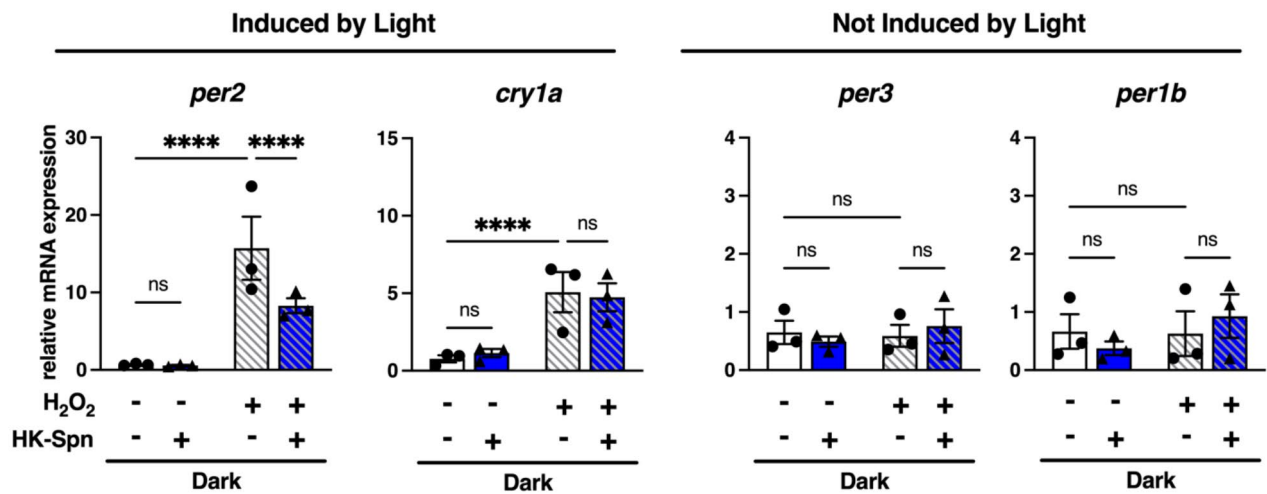 Induced by Light Not Induced by Light
per2 cry1a per3 per1b
relative mRNA expression
30 15 4 4
**** ****
3 3
20 10
ns ns ns
**** ns
2 2
ns ns ns ns
10 5
ns ns
1 1
0 0 0 0
H₂O₂ - - + + - - + + - - + + - - + +
HK-Spn - + - + - + - + - + - + - + - +
Dark Dark Dark Dark